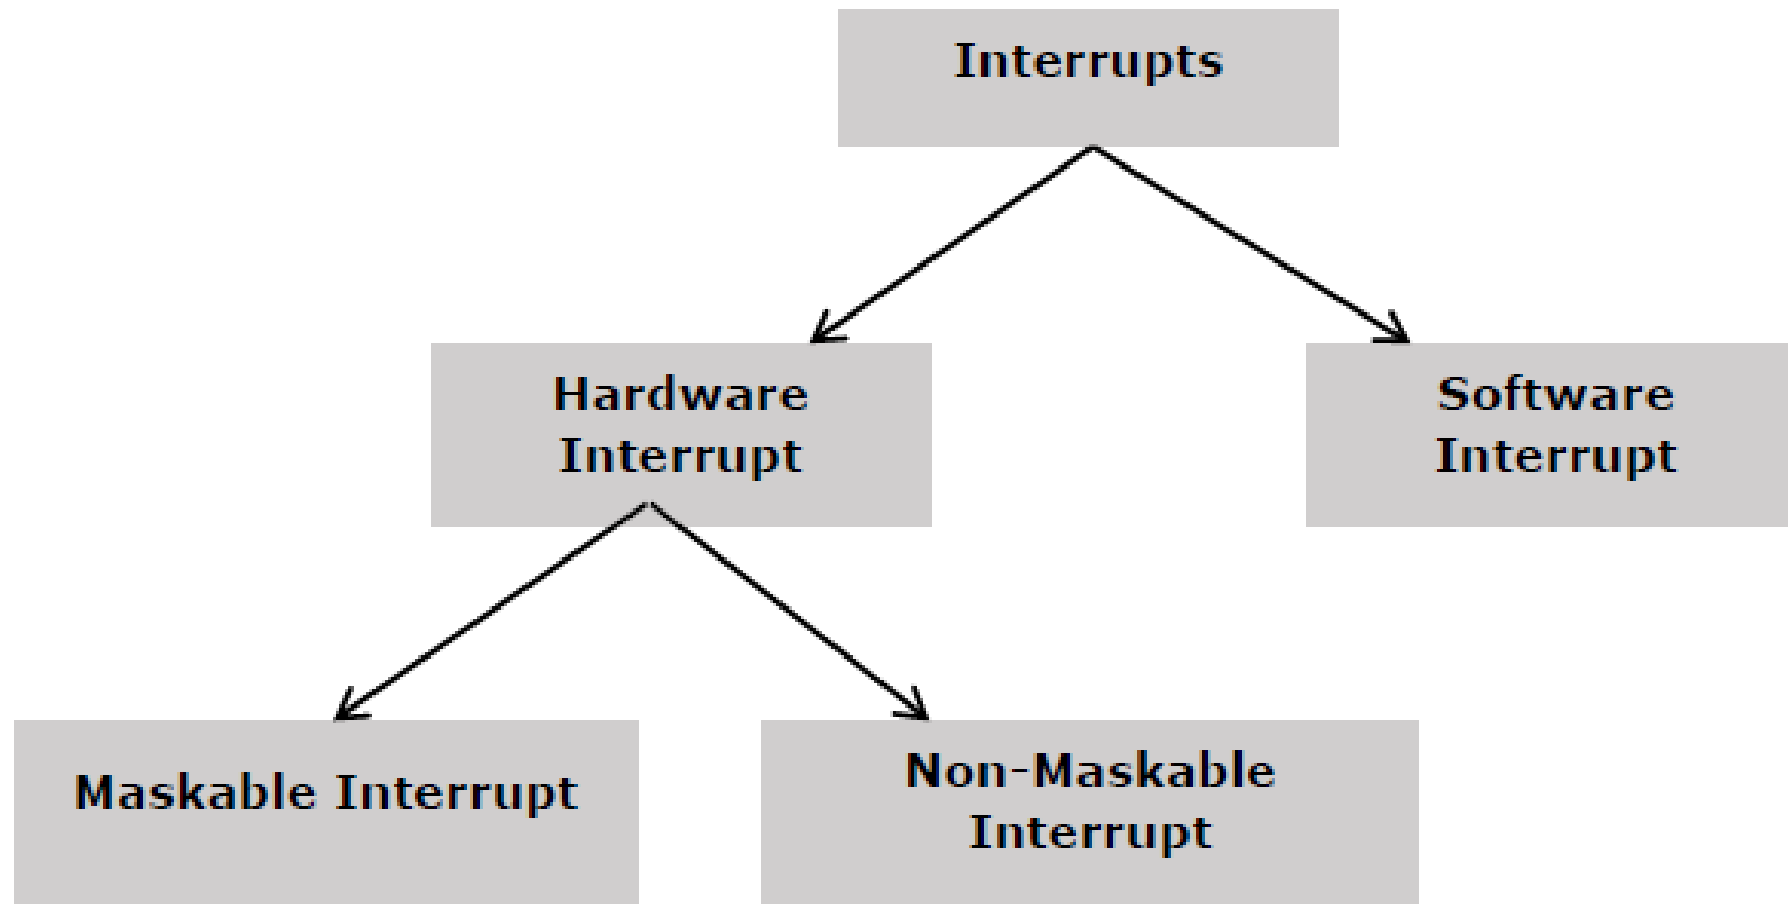 Interrupts
Hardware
Interrupt
Software
Interrupt
Maskable Interrupt
Non-Maskable
Interrupt